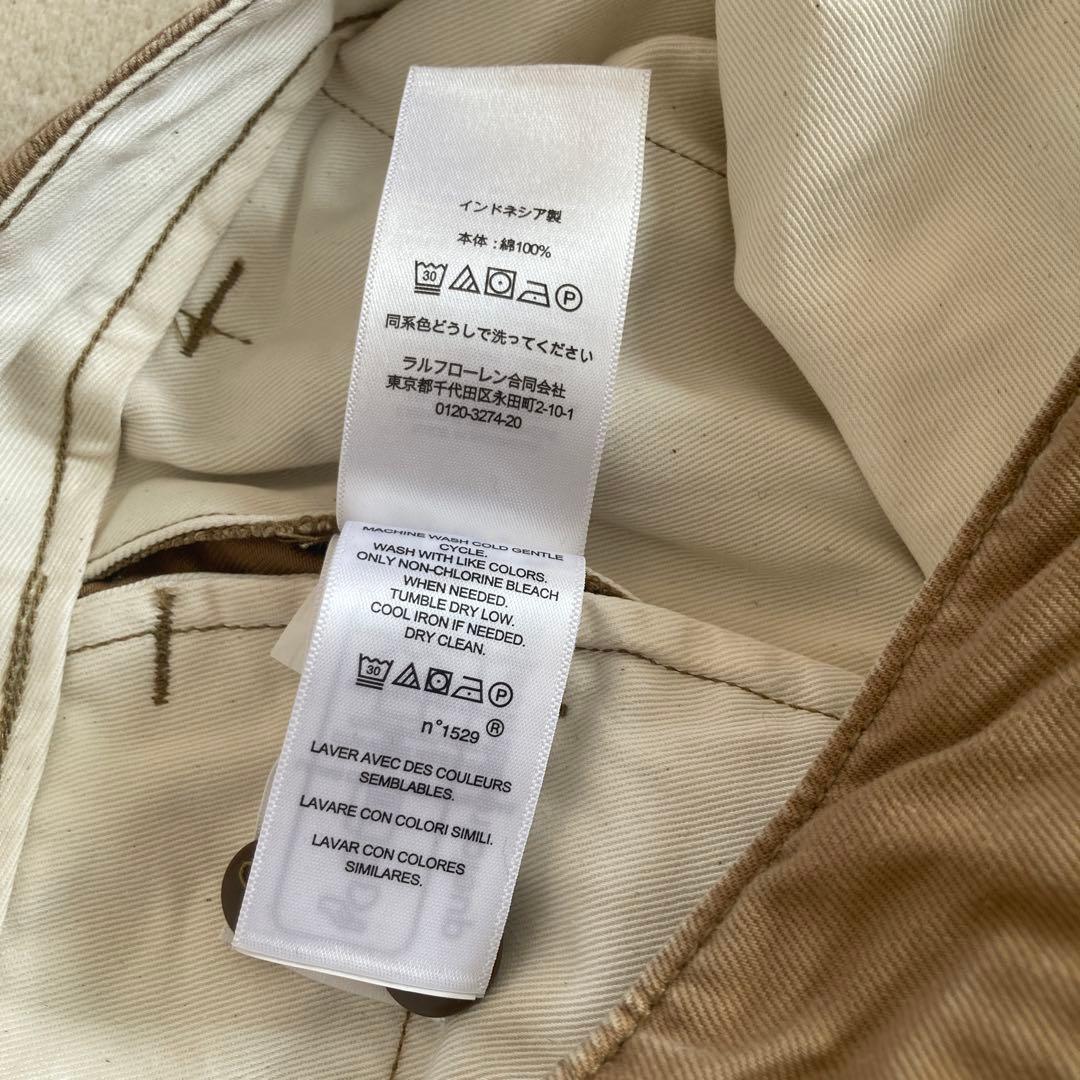 インドネシア製
本体 : 綿100%
30 P
同系色どうしで洗ってください
ラルフローレン合同会社
東京都千代田区永田町2-10-1
0120-3274-20
MACHINE WASH COLD GENTLE
CYCLE.
WASH WITH LIKE COLORS.
ONLY NON-CHLORINE BLEACH
WHEN NEEDED.
TUMBLE DRY LOW.
COOL IRON IF NEEDED.
DRY CLEAN.
30 P
n°1529 ®
LAVER AVEC DES COULEURS
SEMBLABLES.
LAVARE CON COLORI SIMILI.
LAVAR CON COLORES
SIMILARES.